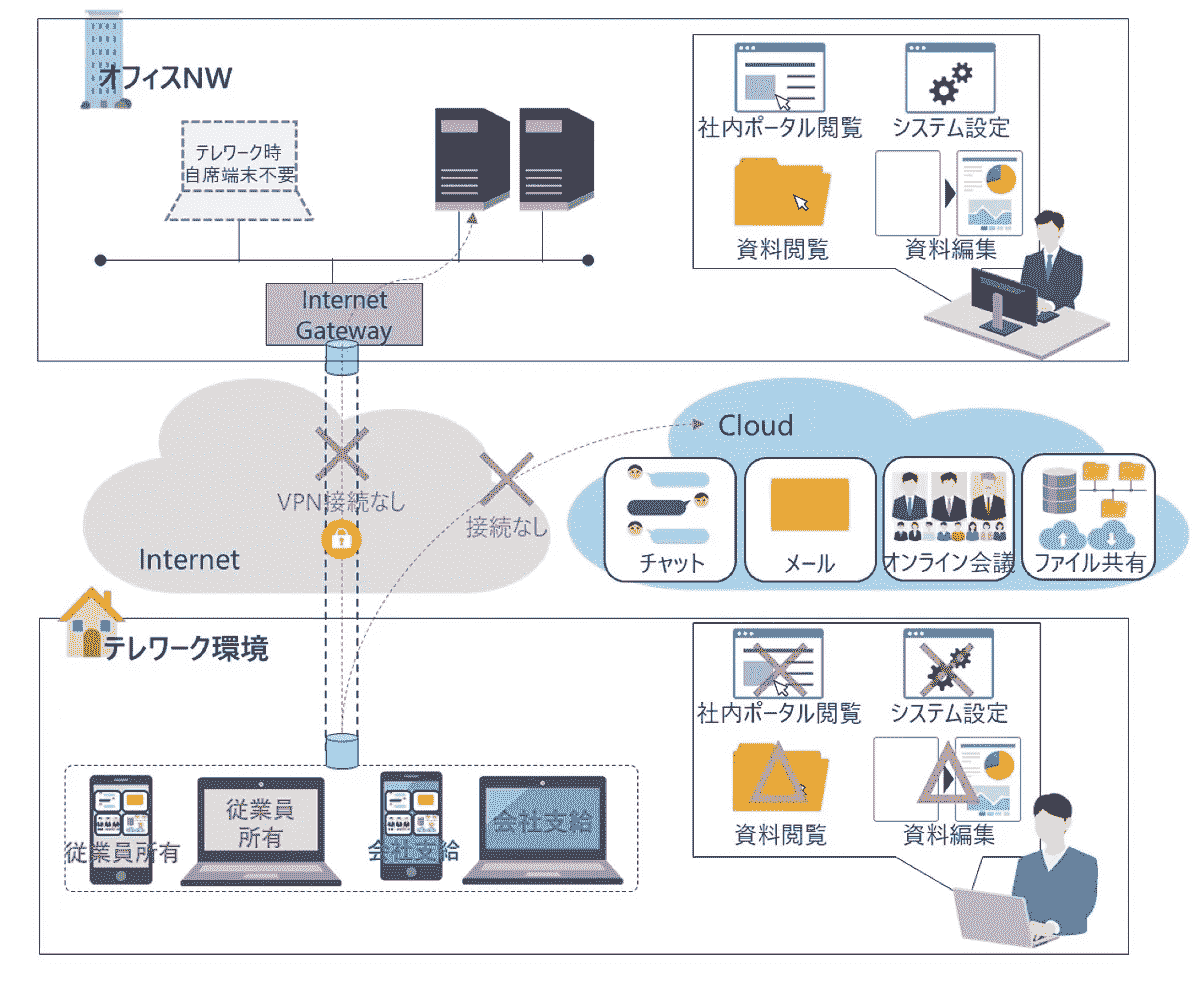 オフィスNW
テレワーク時
自席端末不要
Internet
Gateway
社内ポータル閲覧
システム設定
資料閲覧
資料編集
VPN接続なし
接続なし
Internet
Cloud
チャット
メール
オンライン会議
ファイル共有
テレワーク環境
従業員所有
従業員
所有
会社支給
会社支給
社内ポータル閲覧
システム設定
資料閲覧
資料編集